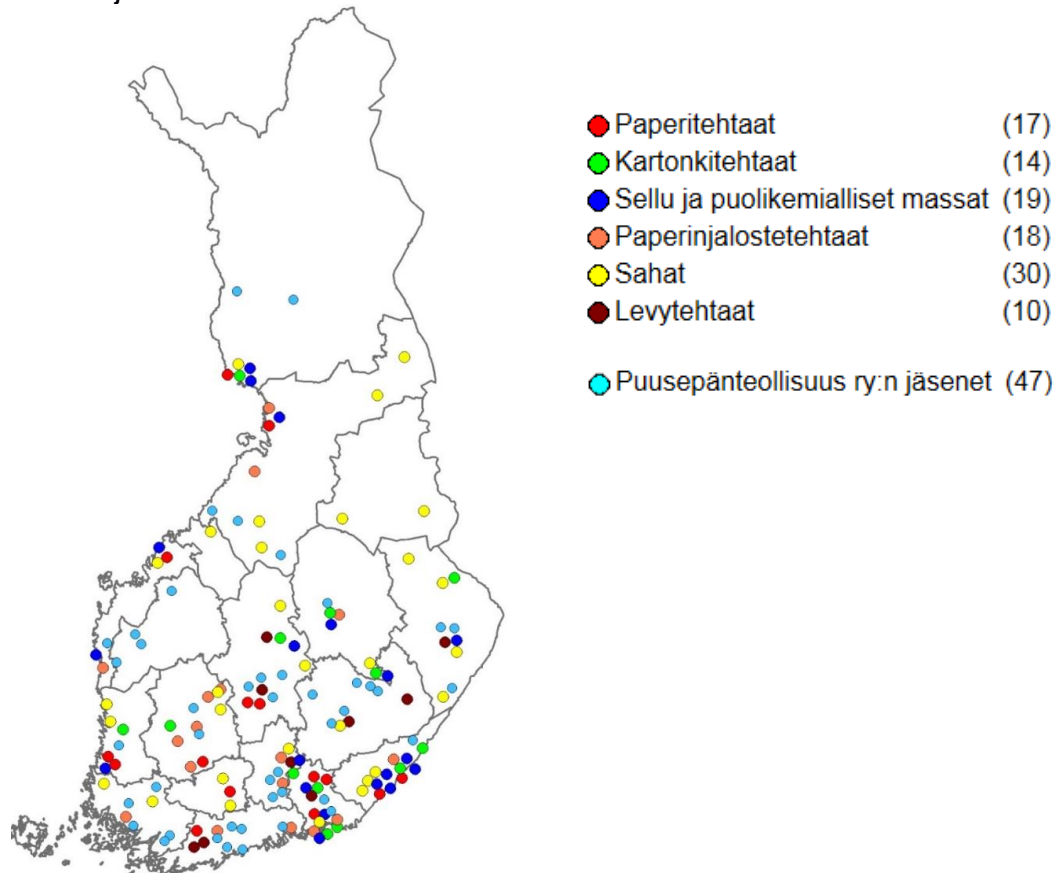 Paperitehtaat (17)
Kartonkitehtaat (14)
Sellu ja puolikemialliset massat (19)
Paperinjalostetehtaat (18)
Sahat (30)
Levytehtaat (10)
Puusepänteollisuus ry:n jäsenet (47)